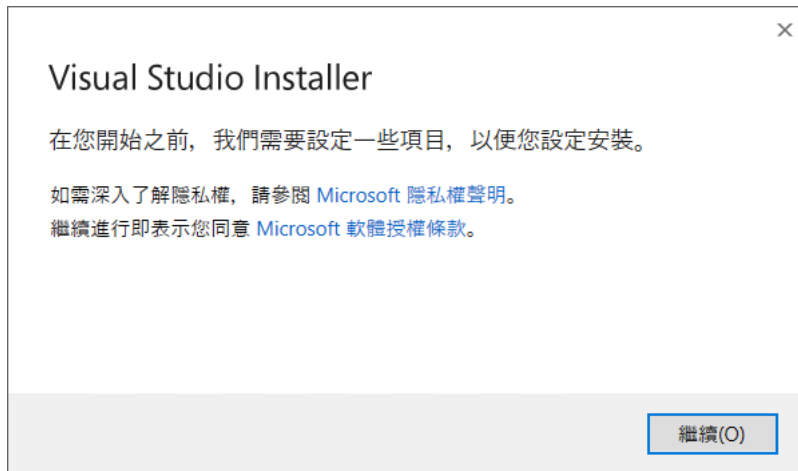 Visual Studio Installer
在您開始之前，我們需要設定一些項目，以便您設定安裝。
如需深入了解隱私權，請參閱 Microsoft 隱私權聲明。
繼續進行即表示您同意 Microsoft 軟體授權條款。
繼續(O)